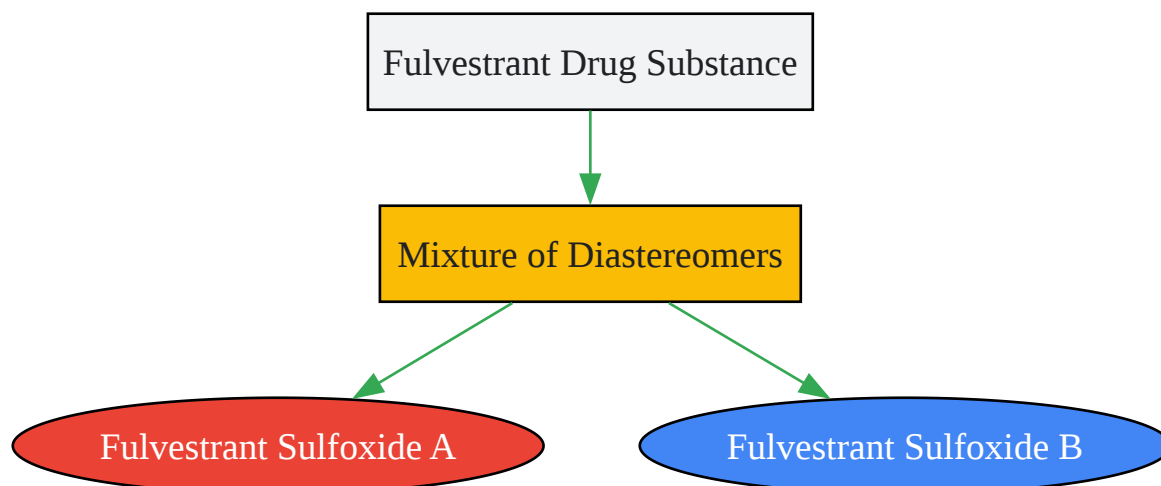 Fulvestrant Drug Substance
Mixture of Diastereomers
Fulvestrant Sulfoxide A
Fulvestrant Sulfoxide B